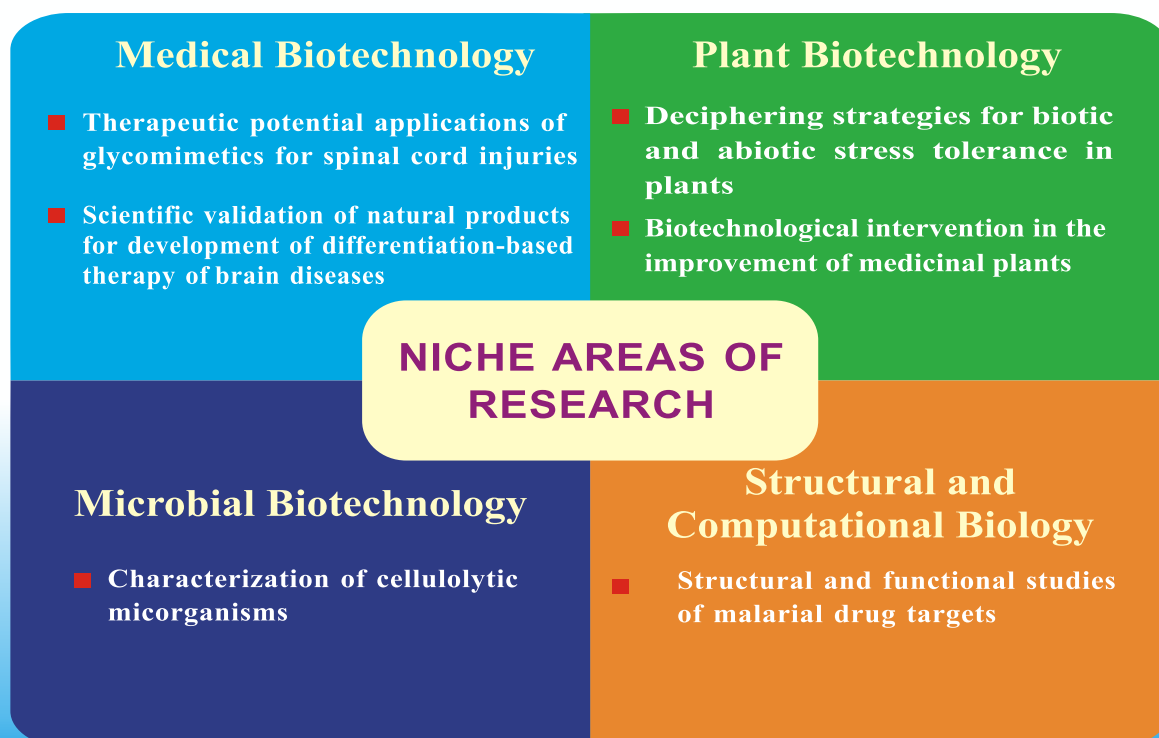 Medical Biotechnology
Therapeutic potential applications of
glycomimetics for spinal cord injuries
Scientific validation of natural products
for development of differentiation-based
therapy of brain diseases
Plant Biotechnology
Deciphering strategies for biotic
and abiotic stress tolerance in
plants
Biotechnological intervention in the
improvement of medicinal plants
NICHE AREAS OF
RESEARCH
Microbial Biotechnology
Characterization of cellulolytic
micorganisms
Structural and
Computational Biology
Structural and functional studies
of malarial drug targets